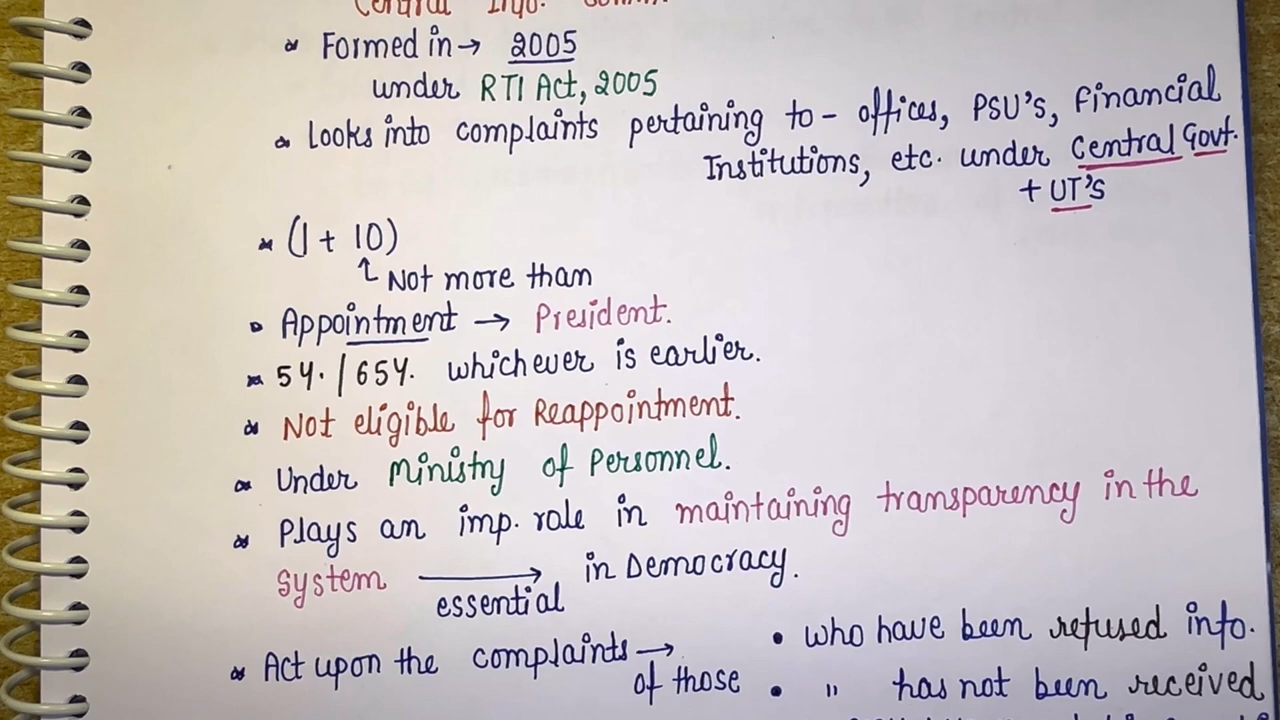 Central Info. Comm.
* Formed in → 2005
under RTI Act, 2005
* Looks into complaints pertaining to - offices, PSU's, Financial
Institutions, etc. under Central Govt.
+ UT's
* (1 + 10)
↑ Not more than
* Appointment → President.
* 5Y. / 65Y. whichever is earlier.
* Not eligible for Reappointment.
* Under Ministry of Personnel.
* Plays an imp. role in maintaining transparency in the
system → in Democracy.
essential
* Act upon the complaints → • who have been refused info.
of those • " has not been received